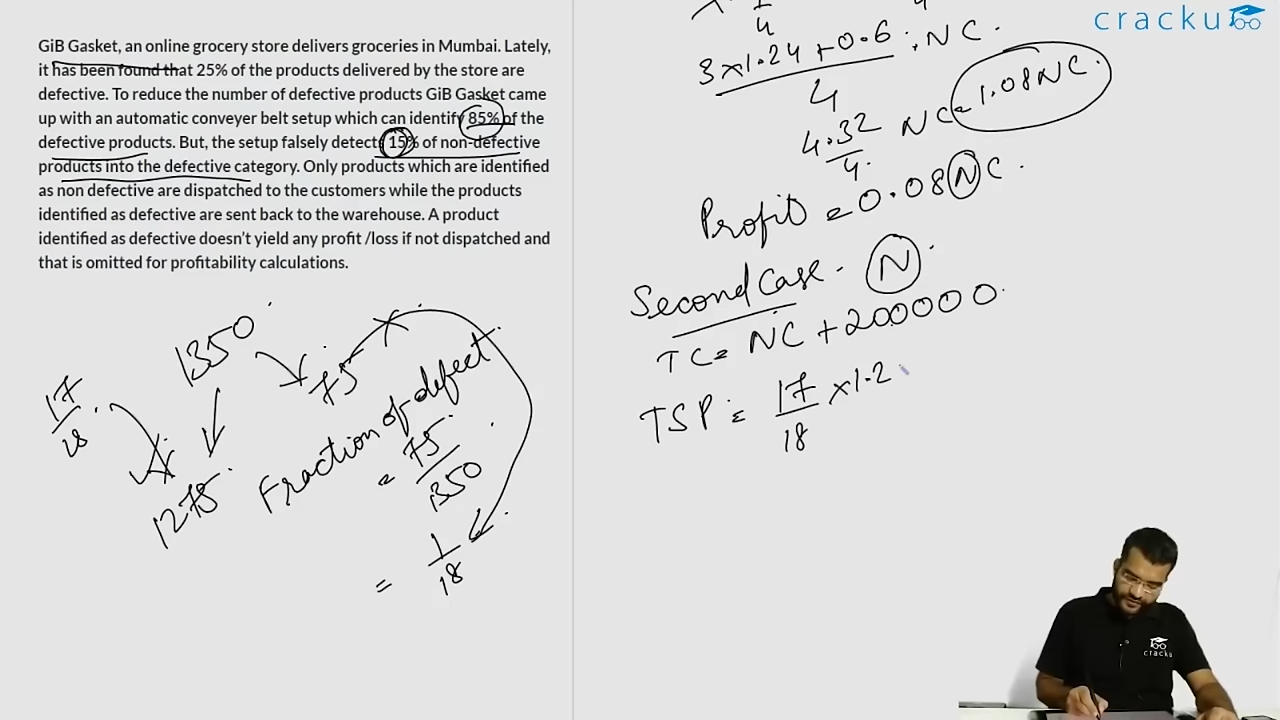 GiB Gasket, an online grocery store delivers groceries in Mumbai. Lately,
it has been found that 25% of the products delivered by the store are
defective. To reduce the number of defective products GiB Gasket came
up with an automatic conveyer belt setup which can identify 85% of the
defective products. But, the setup falsely detects 15% of non-defective
products into the defective category. Only products which are identified
as non defective are dispatched to the customers while the products
identified as defective are sent back to the warehouse. A product
identified as defective doesn't yield any profit /loss if not dispatched and
that is omitted for profitability calculations.
1350
75
17/18
1275
Fraction of defect
= 75/1350
= 1/18
cracku
4
4
3×1.24+0.6 . NC.
4
4.32/4 NC = 1.08NC.
Profit = 0.08NC.
Second Case - N
TC = NC + 200000.
TSP = 17/18 ×1.2
cracku